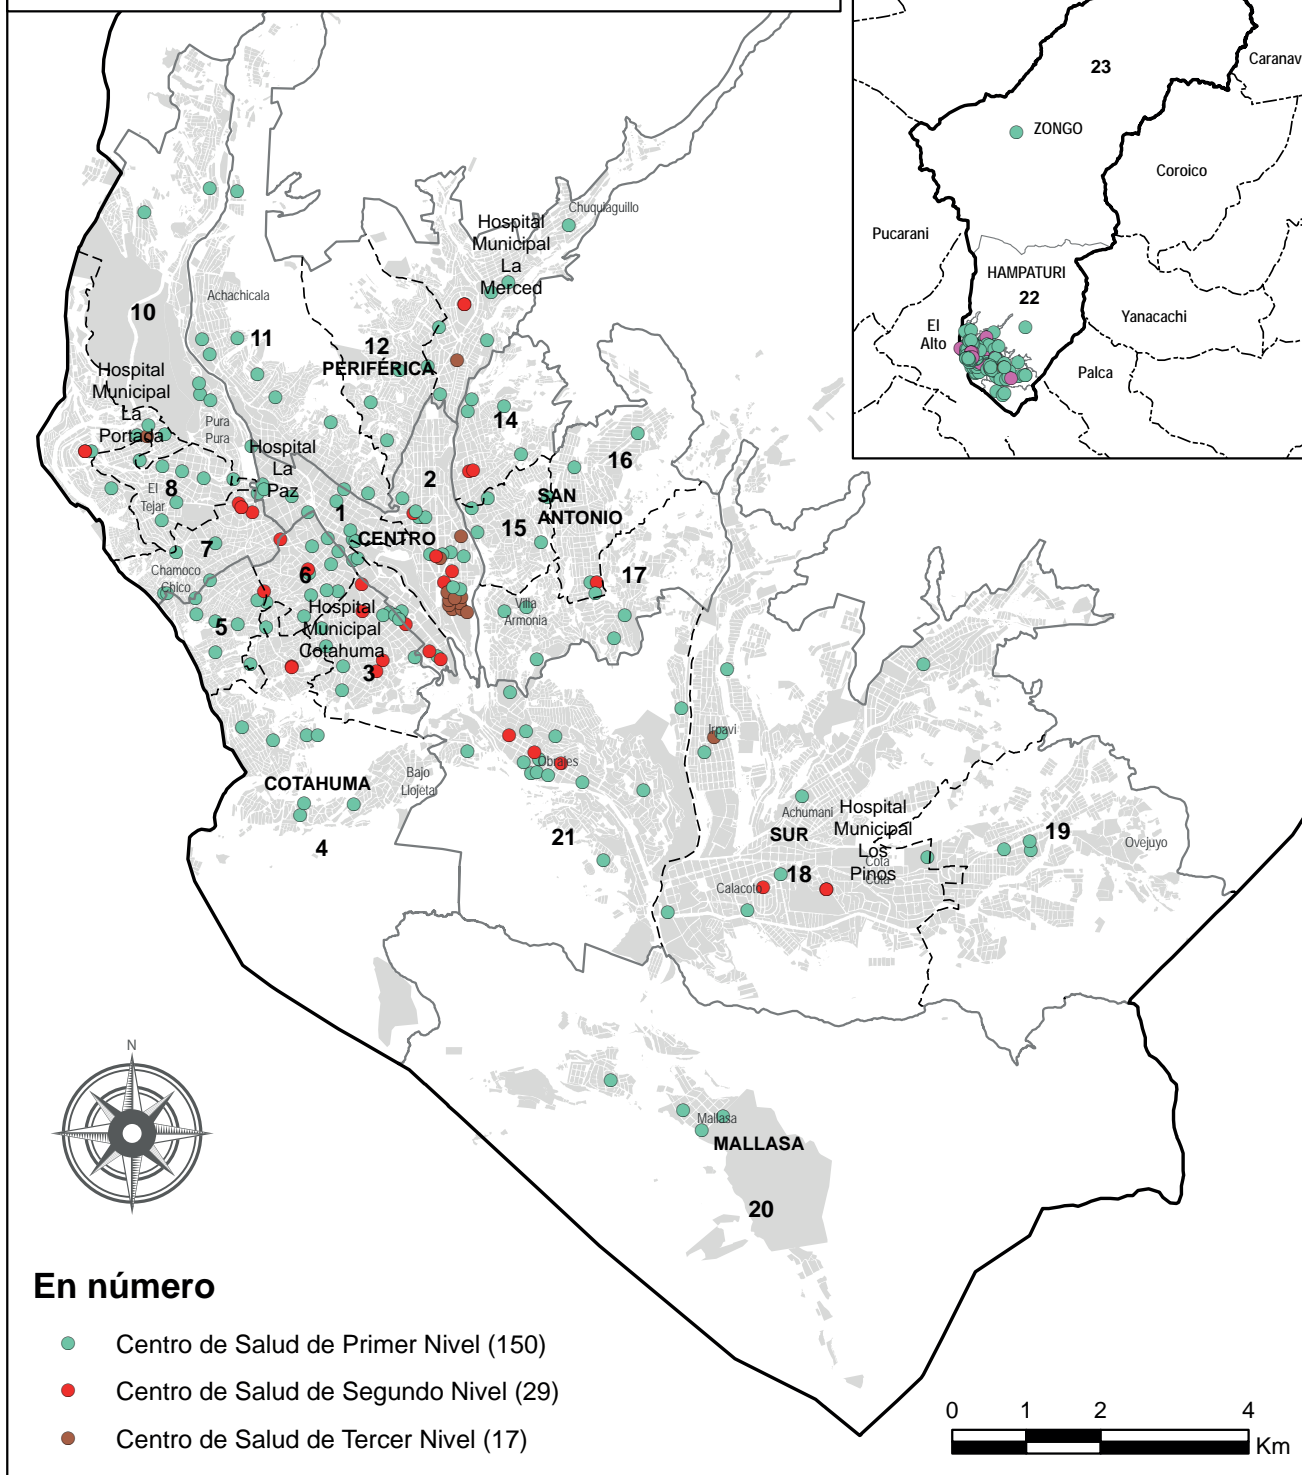 23
Caranav
ZONGO
Coroico
Pucarani
HAMPATURI
22
Yanacachi
El
Alto
Palca
Chuquiaguillo
Hospital
Municipal
La
Merced
Achachicala
10
11
12
PERIFÉRICA
Hospital
Municipal
La
Portada
14
Pura
Pura
Hospital
La
Paz
16
2
8
El
Tejar
SAN
ANTONIO
1
15
CENTRO
7
Chamoco
Chico
6
17
Hospital
Municipal
Cotahuma
Villa
Armonia
5
3
Irpavi
Obrajes
Bajo
Llojeta
COTAHUMA
Achumani
Hospital
Municipal
Los
Pinos
SUR
19
Ovejuyo
4
21
Cota
Cota
18
Calacoto
N
Mallasa
MALLASA
20
En número
Centro de Salud de Primer Nivel (150)
Centro de Salud de Segundo Nivel (29)
Centro de Salud de Tercer Nivel (17)
0 1 2 4
Km